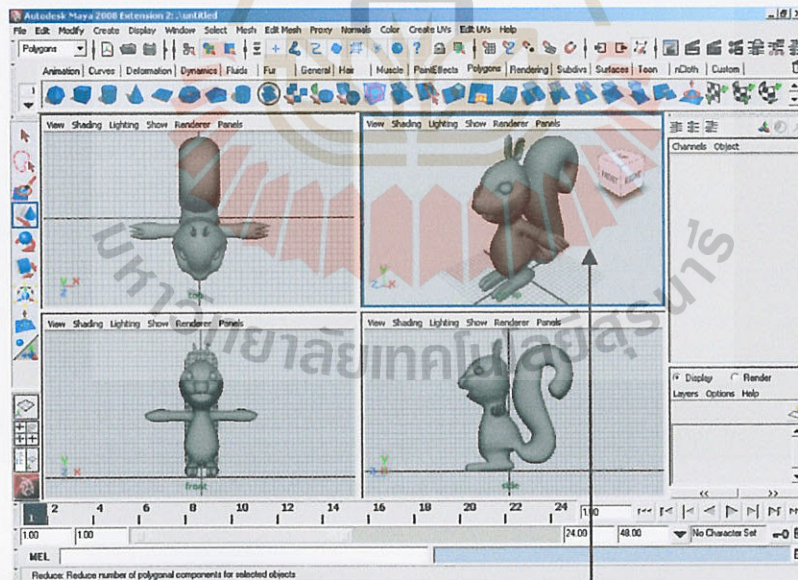 Autodesk Maya 2008 Extension 2: .\untitled
File Edit Modify Create Display Window Select Mesh Edit Mesh Proxy Normals Color Create UVs Edit UVs Help
Polygons
Animation Curves Deformation Dynamics Fluids Fur General Hair Muscle PaintEffects Polygons Rendering Subdivs Surfaces Toon nCloth Custom
View Shading Lighting Show Renderer Panels
View Shading Lighting Show Renderer Panels
Channels Object
FRONT RIGHT
top
มหาวิทยาลัยเทคโนโลยีสุรนารี
View Shading Lighting Show Renderer Panels
View Shading Lighting Show Renderer Panels
Display Render
Layers Options Help
front
side
<< >>
1 2 4 6 8 10 12 14 16 18 20 22 24 1.00
1.00 1.00 24.00 48.00 No Character Set
MEL
Reduce: Reduce number of polygonal components for selected objects